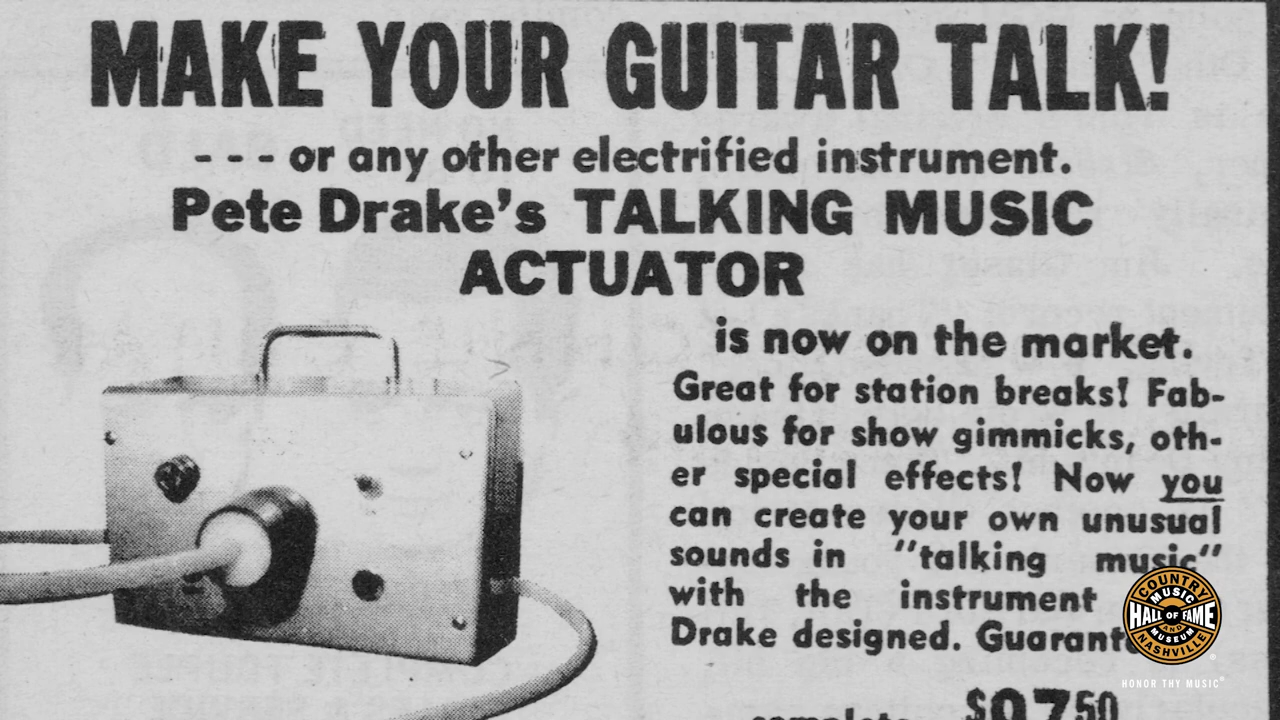 MAKE YOUR GUITAR TALK!
- - - or any other electrified instrument.
Pete Drake's TALKING MUSIC
ACTUATOR
is now on the market.
Great for station breaks! Fab-
ulous for show gimmicks, oth-
er special effects! Now you
can create your own unusual
sounds in "talking music"
with the instrument
Drake designed.
complete $97.50
COUNTRY
MUSIC
HALL OF FAME
AND
MUSEUM
NASHVILLE
HONOR THY MUSIC®